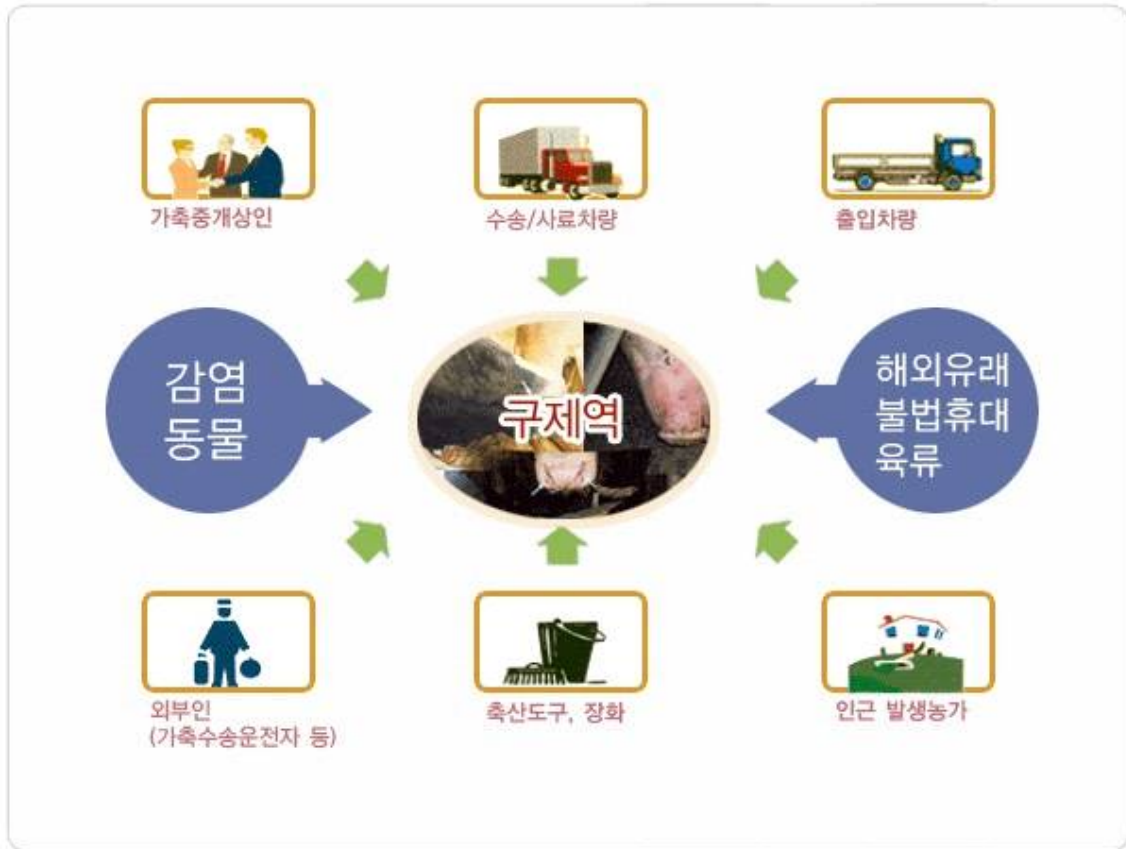 가축중개상인
수송/사료차량
출입차량
감염
동물
구제역
해외유래
불법휴대
육류
외부인
(가축수송운전자 등)
축산도구, 장화
인근 발생농가